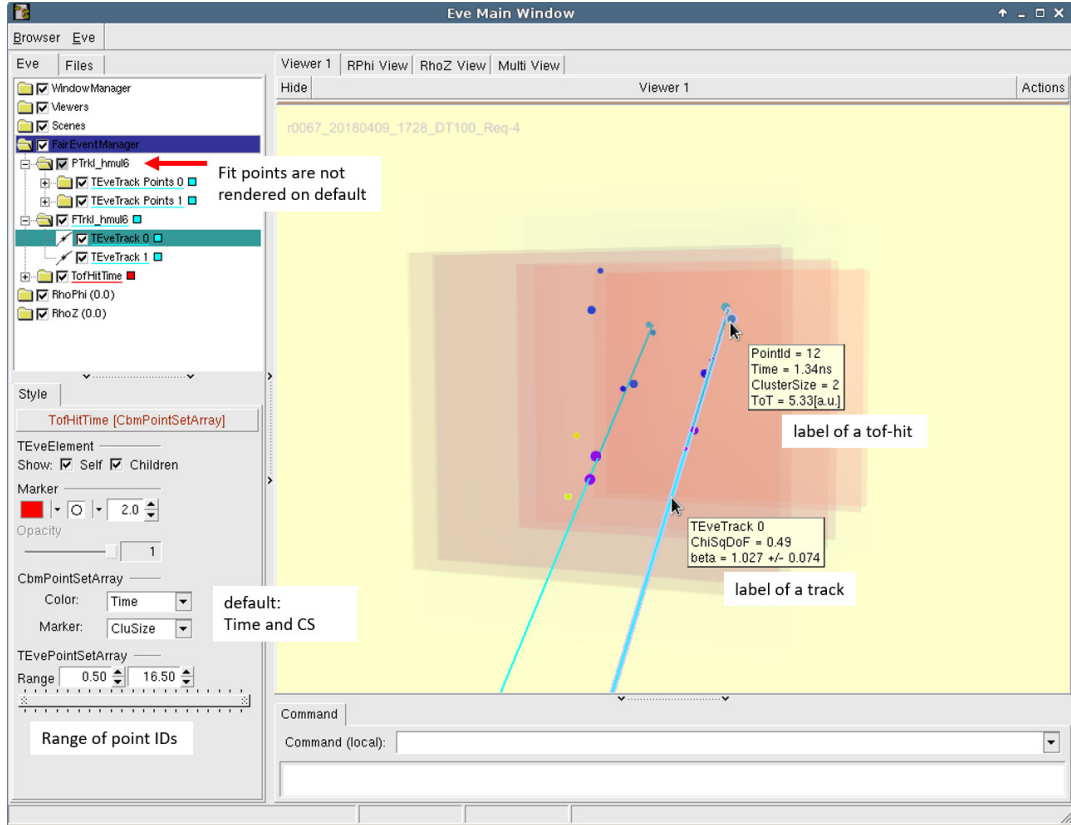 Eve Main Window
Browser Eve
Eve Files
Window Manager
Viewers
Scenes
Fair Event Manager
PTrkl_hmul6
TEveTrack Points 0
TEveTrack Points 1
FTrkl_hmul6
TEveTrack 0
TEveTrack 1
TofHitTime
RhoPhi (0.0)
RhoZ (0.0)
Fit points are not
rendered on default
Style
TofHitTime [CbmPointSetArray]
TEveElement
Show: Self Children
Marker
2.0
Opacity
1
CbmPointSetArray
Color: Time
Marker: CluSize
default:
Time and CS
TEvePointSetArray
Range 0.50 16.50
Range of point IDs
Viewer 1 RPhi View RhoZ View Multi View
Hide Viewer 1 Actions
r0067_20180409_1728_DT100_Req-4
PointId = 12
Time = 1.34ns
ClusterSize = 2
ToT = 5.33[a.u.]
label of a tof-hit
TEveTrack 0
ChiSqDoF = 0.49
beta = 1.027 +/- 0.074
label of a track
Command
Command (local):